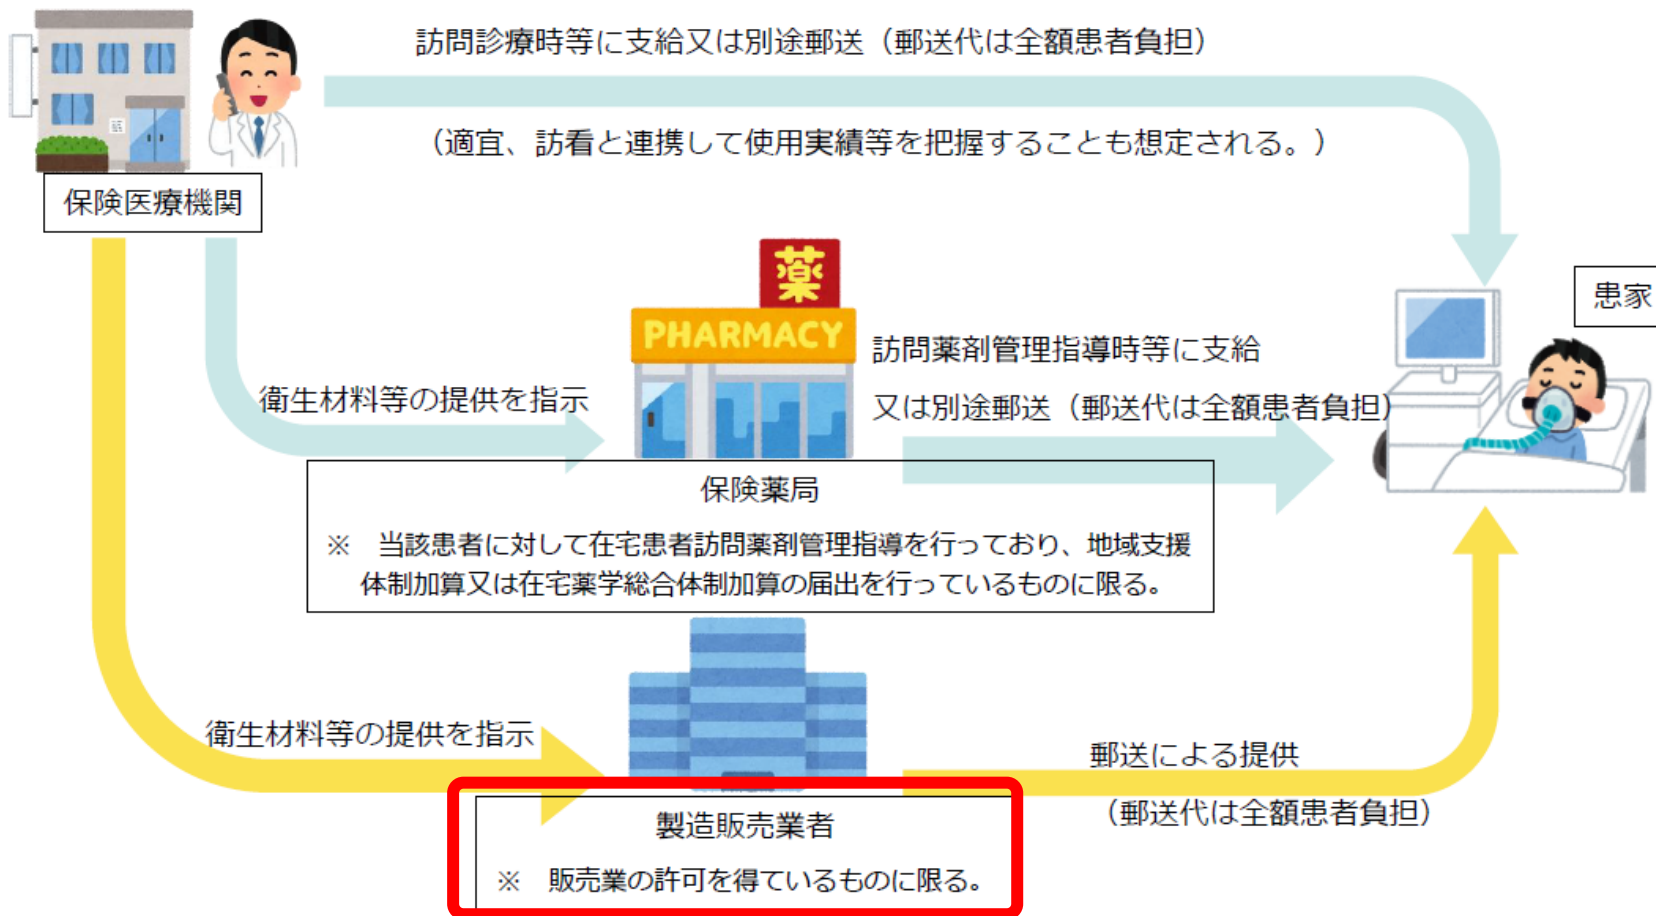 訪問診療時等に支給又は別途郵送（郵送代は全額患者負担）
（適宜、訪看と連携して使用実績等を把握することも想定される。）
保険医療機関
薬
PHARMACY
患家
訪問薬剤管理指導時等に支給
又は別途郵送（郵送代は全額患者負担）
衛生材料等の提供を指示
保険薬局
※　当該患者に対して在宅患者訪問薬剤管理指導を行っており、地域支援
体制加算又は在宅薬学総合体制加算の届出を行っているものに限る。
衛生材料等の提供を指示
郵送による提供
（郵送代は全額患者負担）
製造販売業者
※　販売業の許可を得ているものに限る。